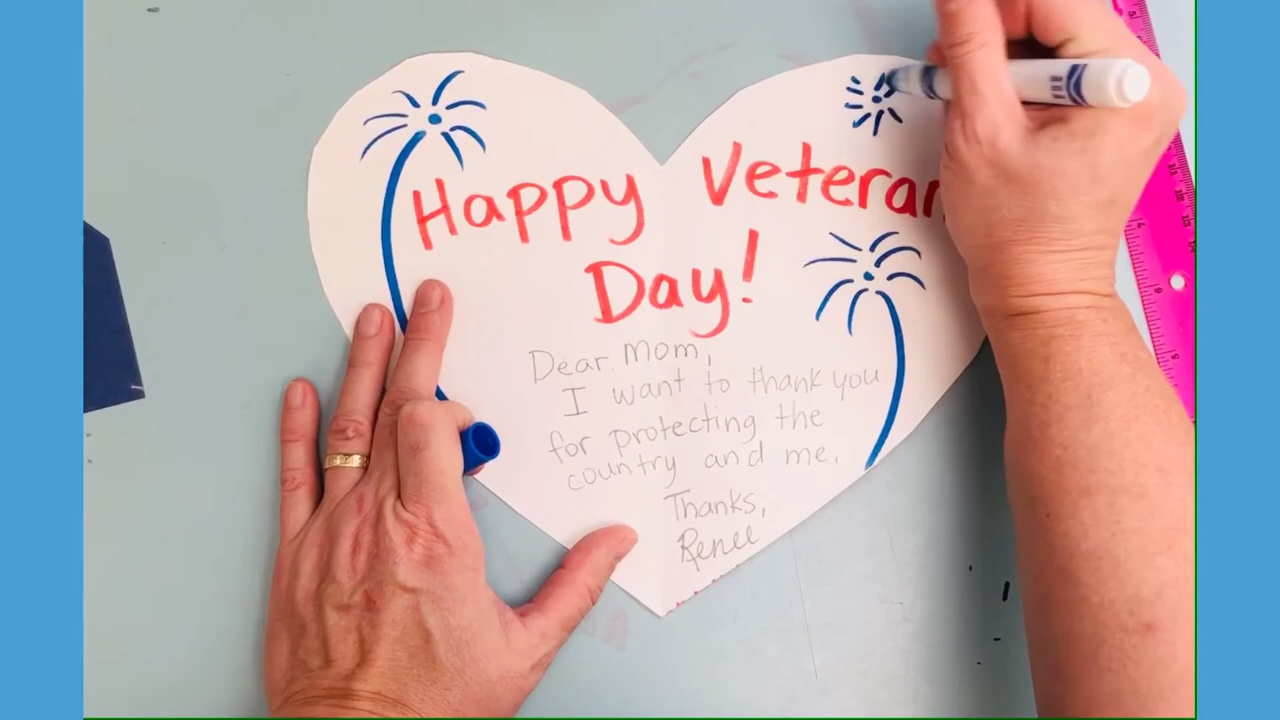 Happy Veteran
Day!
Dear Mom,
I want to thank you
for protecting the
country and me.
Thanks,
Renee